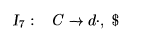 I₇ : C → d·, $